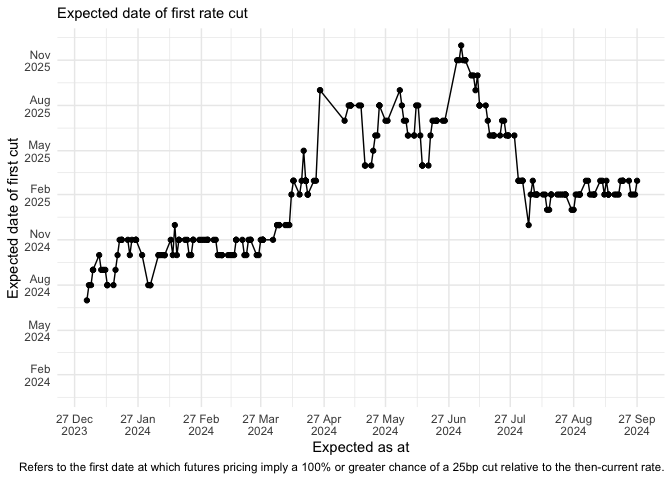 Expected date of first rate cut
Expected date of first cut
Nov
2025
Aug
2025
May
2025
Feb
2025
Nov
2024
Aug
2024
May
2024
Feb
2024
27 Dec
2023
27 Jan
2024
27 Feb
2024
27 Mar
2024
27 Apr
2024
27 May
2024
27 Jun
2024
27 Jul
2024
27 Aug
2024
27 Sep
2024
Expected as at
Refers to the first date at which futures pricing imply a 100% or greater chance of a 25bp cut relative to the then-current rate.